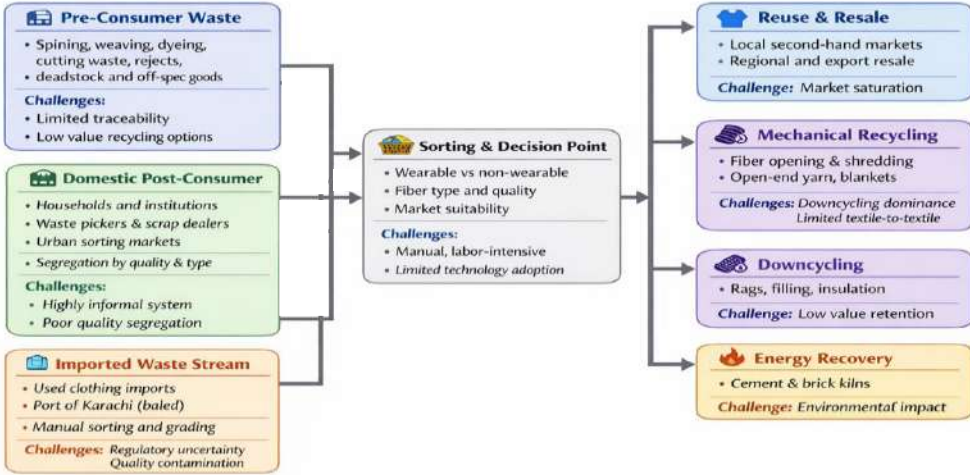 Pre-Consumer Waste
• Spining, weaving, dyeing,
cutting waste, rejects,
• deadstock and off-spec goods
Challenges:
• Limited traceability
• Low value recycling options
Domestic Post-Consumer
• Households and institutions
• Waste pickers & scrap dealers
• Urban sorting markets
• Segregation by quality & type
Challenges:
• Highly informal system
• Poor quality segregation
Imported Waste Stream
• Used clothing imports
• Port of Karachi (baled)
• Manual sorting and grading
Challenges: Regulatory uncertainty
Quality contamination
Sorting & Decision Point
• Wearable vs non-wearable
• Fiber type and quality
• Market suitability
Challenges:
• Manual, labor-intensive
• Limited technology adoption
Reuse & Resale
• Local second-hand markets
• Regional and export resale
Challenge: Market saturation
Mechanical Recycling
• Fiber opening & shredding
• Open-end yarn, blankets
Challenges: Downcycling dominance
Limited textile-to-textile
Downcycling
• Rags, filling, insulation
Challenge: Low value retention
Energy Recovery
• Cement & brick kilns
Challenge: Environmental impact